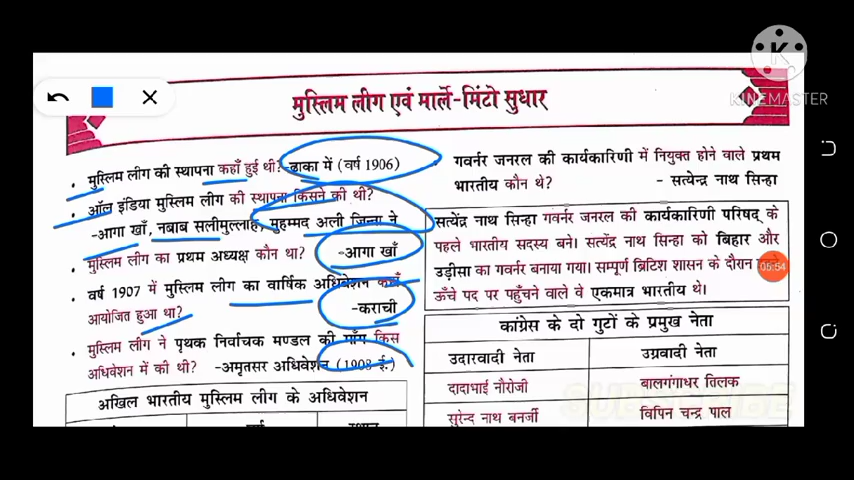 मुस्लिम लीग एवं मार्ले-मिंटो सुधार
KINEMASTER
• मुस्लिम लीग की स्थापना कहाँ हुई थी? -ढाका में (वर्ष 1906)
• ऑल इंडिया मुस्लिम लीग की स्थापना किसने की थी?
-आगा खाँ, नबाब सलीमुल्लाह, मुहम्मद अली जिन्ना ने
• मुस्लिम लीग का प्रथम अध्यक्ष कौन था? -आगा खाँ
• वर्ष 1907 में मुस्लिम लीग का वार्षिक अधिवेशन कहाँ
आयोजित हुआ था? -कराची
• मुस्लिम लीग ने पृथक निर्वाचक मण्डल की माँग किस
अधिवेशन में की थी? -अमृतसर अधिवेशन (1908 ई.)
अखिल भारतीय मुस्लिम लीग के अधिवेशन
• गवर्नर जनरल की कार्यकारिणी में नियुक्त होने वाले प्रथम
भारतीय कौन थे? - सत्येन्द्र नाथ सिन्हा
सत्येंद्र नाथ सिन्हा गवर्नर जनरल की कार्यकारिणी परिषद् के
पहले भारतीय सदस्य बने। सत्येंद्र नाथ सिन्हा को बिहार और
उड़ीसा का गवर्नर बनाया गया। सम्पूर्ण ब्रिटिश शासन के दौरान
05:54
ऊँचे पद पर पहुँचने वाले वे एकमात्र भारतीय थे।
कांग्रेस के दो गुटों के प्रमुख नेता
उदारवादी नेता उग्रवादी नेता
दादाभाई नौरोजी बालगंगाधर तिलक
सुरेन्द नाथ बनर्जी विपिन चन्द्र पाल
SUBSCRIBE